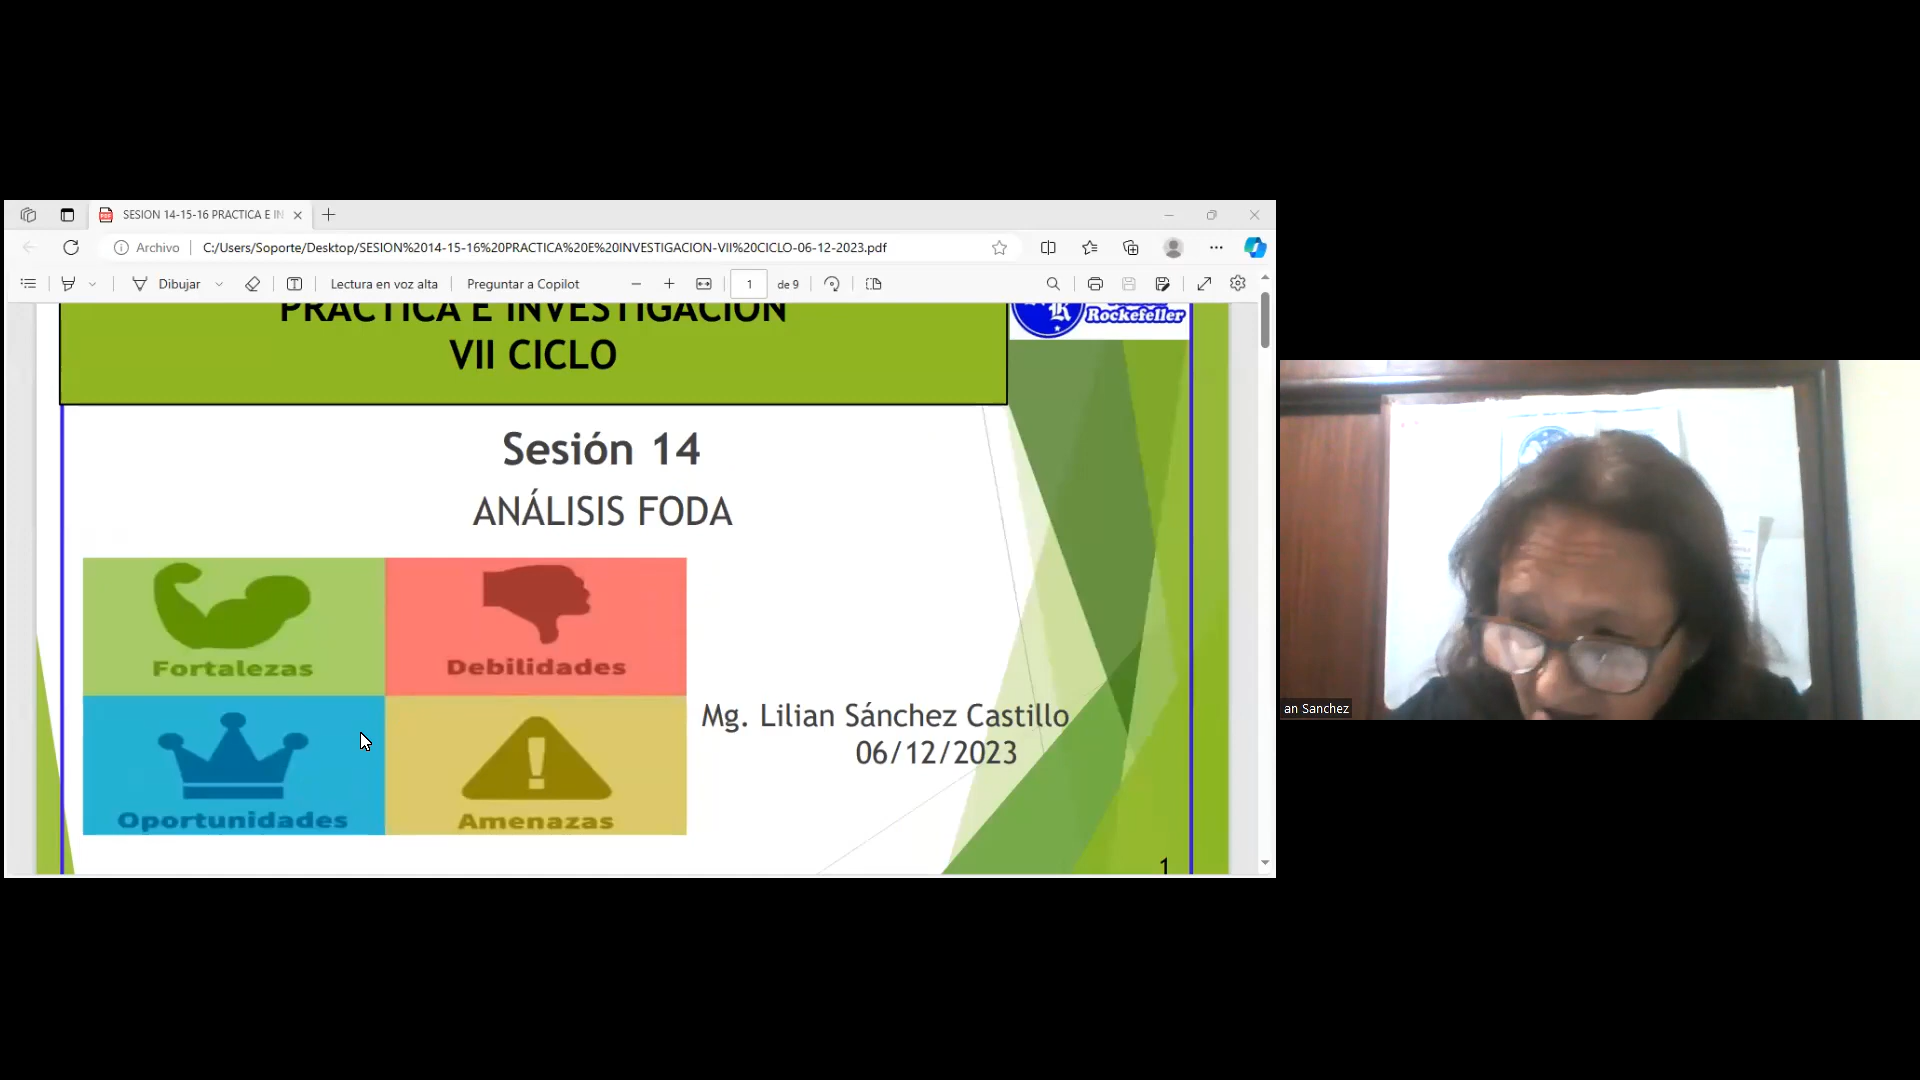 SESION 14-15-16 PRACTICA E IN
Archivo
C:/Users/Soporte/Desktop/SESION%2014-15-16%20PRACTICA%20E%20INVESTIGACION-VII%20CICLO-06-12-2023.pdf
Dibujar
Lectura en voz alta
Preguntar a Copilot
1
de 9
PRACTICA E INVESTIGACION
VII CICLO
Rockefeller
Sesión 14
ANÁLISIS FODA
Fortalezas
Debilidades
Oportunidades
Amenazas
Mg. Lilian Sánchez Castillo
06/12/2023
1
an Sanchez